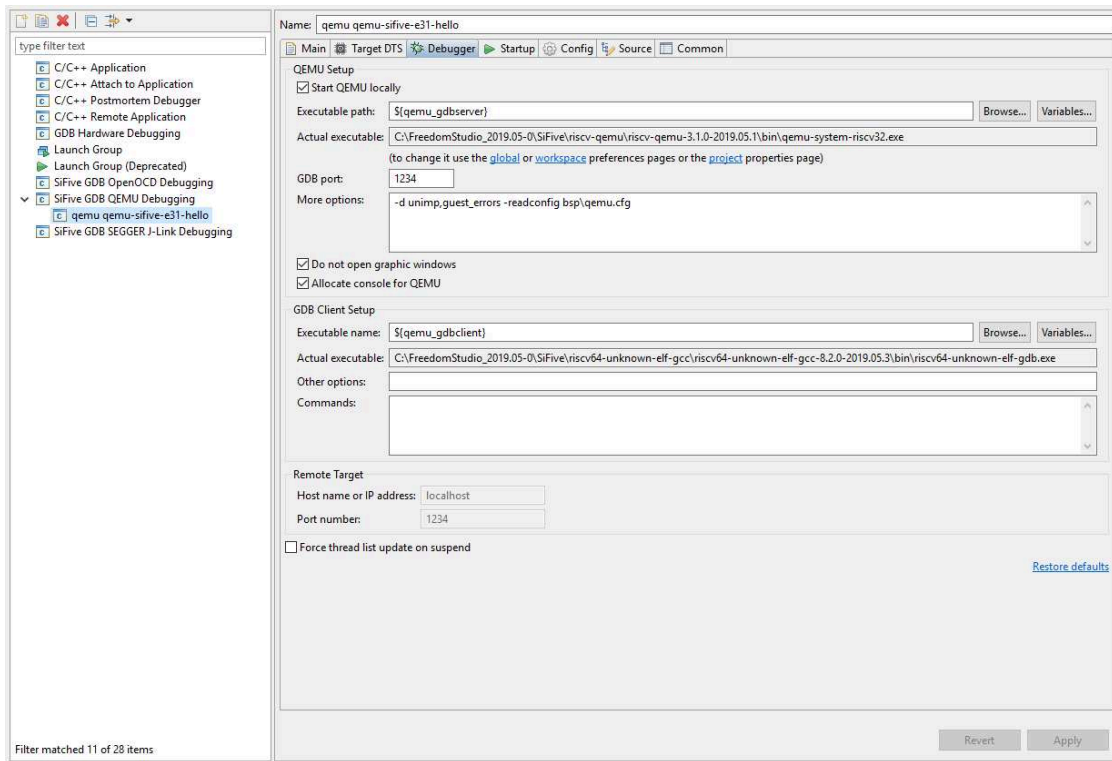 type filter text
C/C++ Application
C/C++ Attach to Application
C/C++ Postmortem Debugger
C/C++ Remote Application
GDB Hardware Debugging
Launch Group
Launch Group (Deprecated)
SiFive GDB OpenOCD Debugging
SiFive GDB QEMU Debugging
qemu qemu-sifive-e31-hello
SiFive GDB SEGGER J-Link Debugging
Filter matched 11 of 28 items
Name: qemu qemu-sifive-e31-hello
Main Target DTS Debugger Startup Config Source Common
QEMU Setup
Start QEMU locally
Executable path: ${qemu_gdbserver} Browse... Variables...
Actual executable: C:\FreedomStudio_2019.05-0\SiFive\riscv-qemu\riscv-qemu-3.1.0-2019.05.1\bin\qemu-system-riscv32.exe
(to change it use the global or workspace preferences pages or the project properties page)
GDB port: 1234
More options: -d unimp,guest_errors -readconfig bsp\qemu.cfg
Do not open graphic windows
Allocate console for QEMU
GDB Client Setup
Executable name: ${qemu_gdbclient} Browse... Variables...
Actual executable: C:\FreedomStudio_2019.05-0\SiFive\riscv64-unknown-elf-gcc\riscv64-unknown-elf-gcc-8.2.0-2019.05.3\bin\riscv64-unknown-elf-gdb.exe
Other options:
Commands:
Remote Target
Host name or IP address: localhost
Port number: 1234
Force thread list update on suspend
Restore defaults
Revert Apply